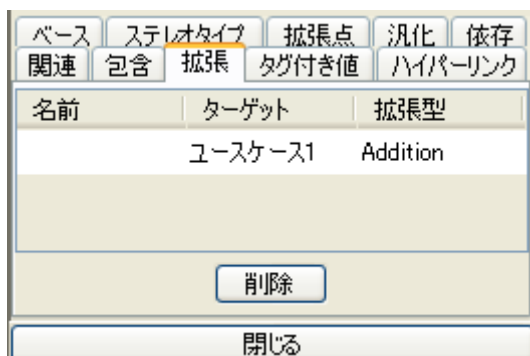 ベース ステレオタイプ 拡張点 汎化 依存
関連 包含 拡張 タグ付き値 ハイパーリンク
名前 ターゲット 拡張型
ユースケース1 Addition
削除
閉じる